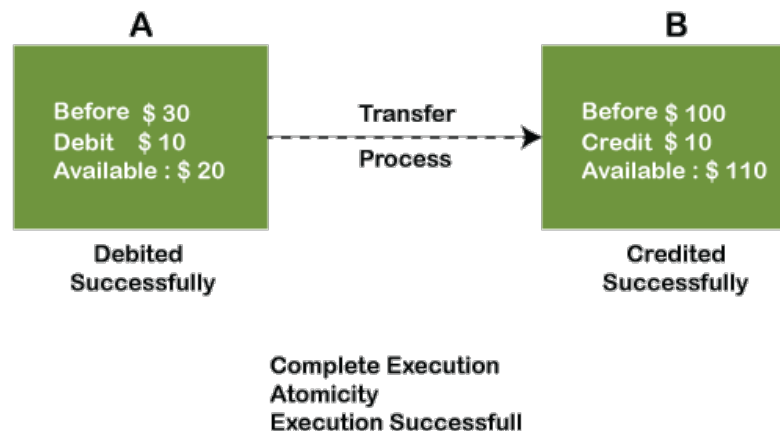 A
B
Before $ 30
Debit $ 10
Available : $ 20
Transfer
Process
Before $ 100
Credit $ 10
Available : $ 110
Debited
Successfully
Credited
Successfully
Complete Execution
Atomicity
Execution Successfull